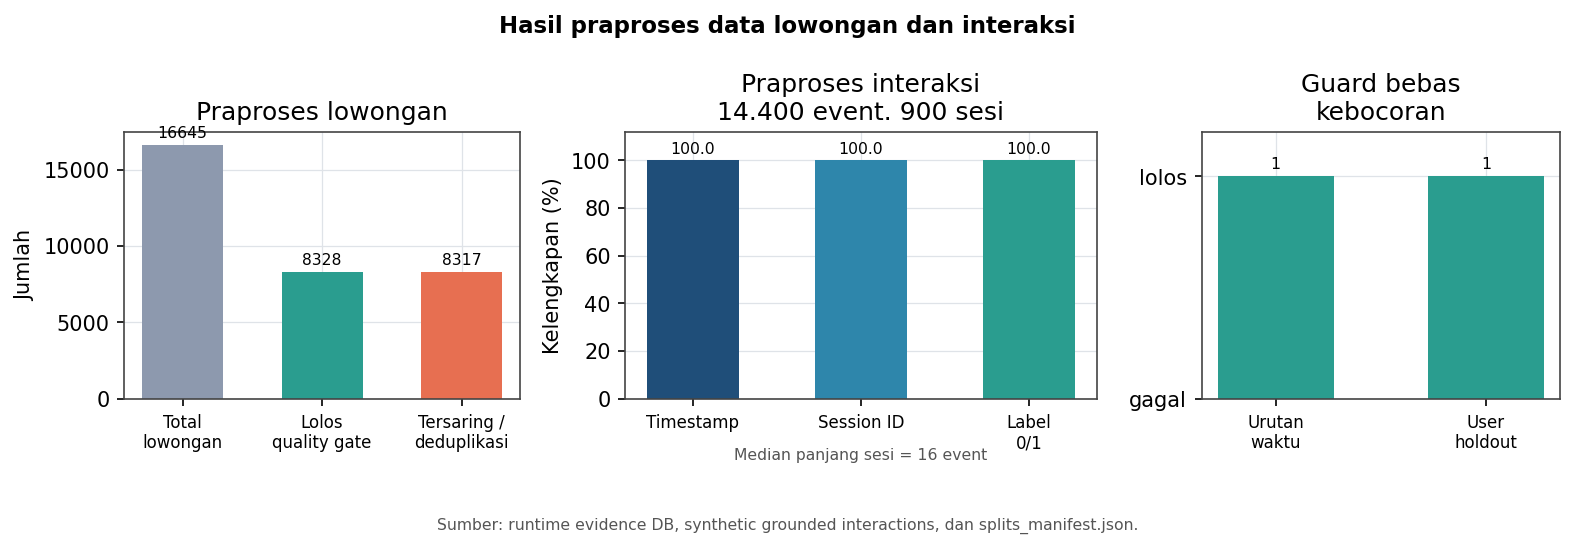 Hasil praproses data lowongan dan interaksi
Praproses lowongan
Jumlah
15000
10000
5000
0
16645
8328
8317
Total
lowongan
Lolos
quality gate
Tersaring /
deduplikasi
Praproses interaksi
14.400 event. 900 sesi
Kelengkapan (%)
100
80
60
40
20
0
100.0
100.0
100.0
Timestamp
Session ID
Label
0/1
Median panjang sesi = 16 event
Guard bebas
kebocoran
lolos
gagal
1
1
Urutan
waktu
User
holdout
Sumber: runtime evidence DB, synthetic grounded interactions, dan splits_manifest.json.